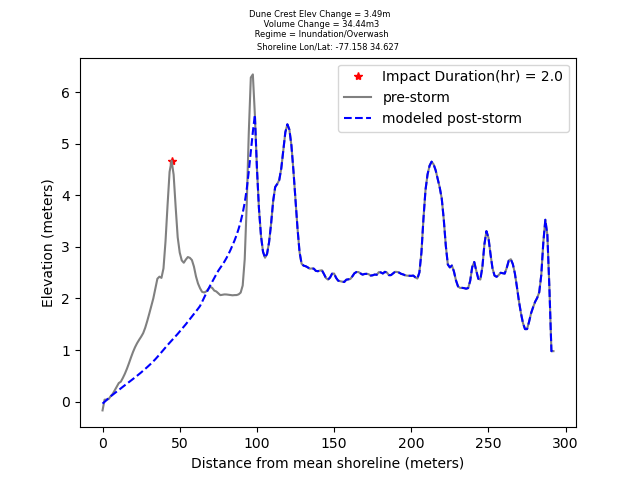 Dune Crest Elev Change = 3.49m
Volume Change = 34.44m3
Regime = Inundation/Overwash
Shoreline Lon/Lat: -77.158 34.627
Impact Duration(hr) = 2.0
pre-storm
modeled post-storm
Elevation (meters)
6
5
4
3
2
1
0
0 50 100 150 200 250 300
Distance from mean shoreline (meters)